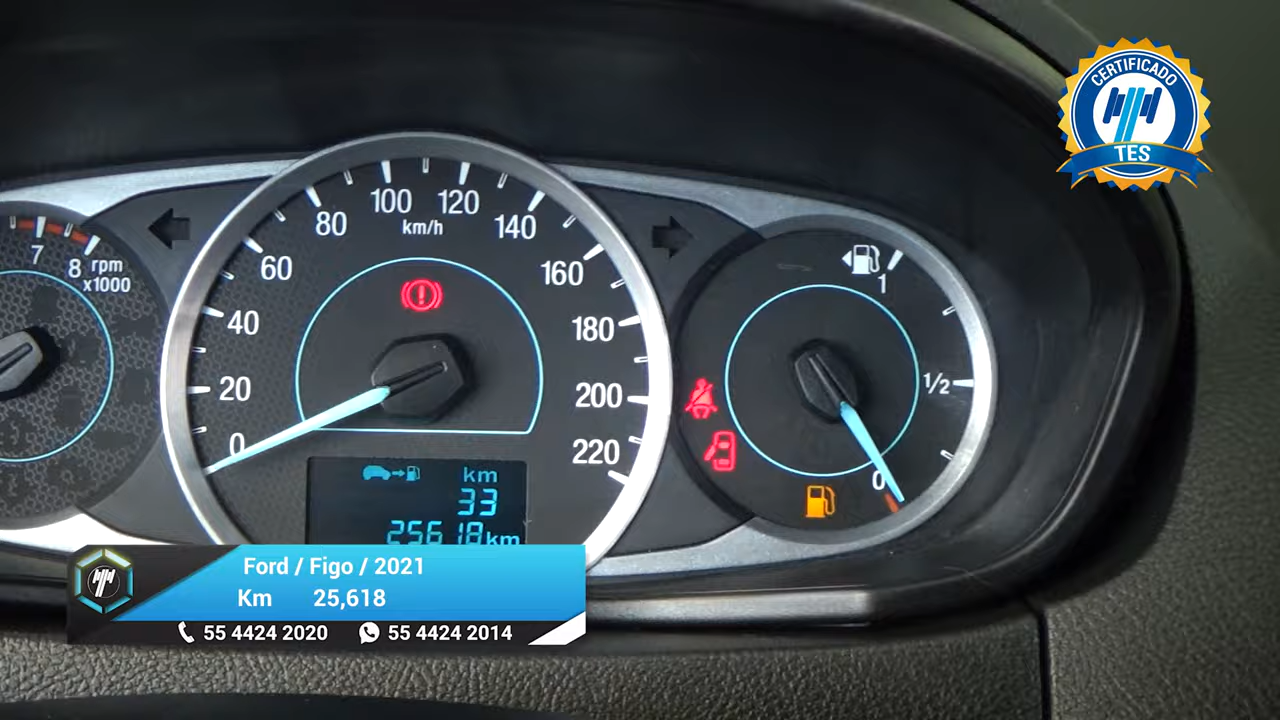 CERTIFICADO
TES
7
8
rpm
x1000
0
20
40
60
80
100
120
140
160
180
200
220
km/h
1
1/2
0
km
33
25618km
Ford / Figo / 2021
Km 25,618
55 4424 2020 55 4424 2014